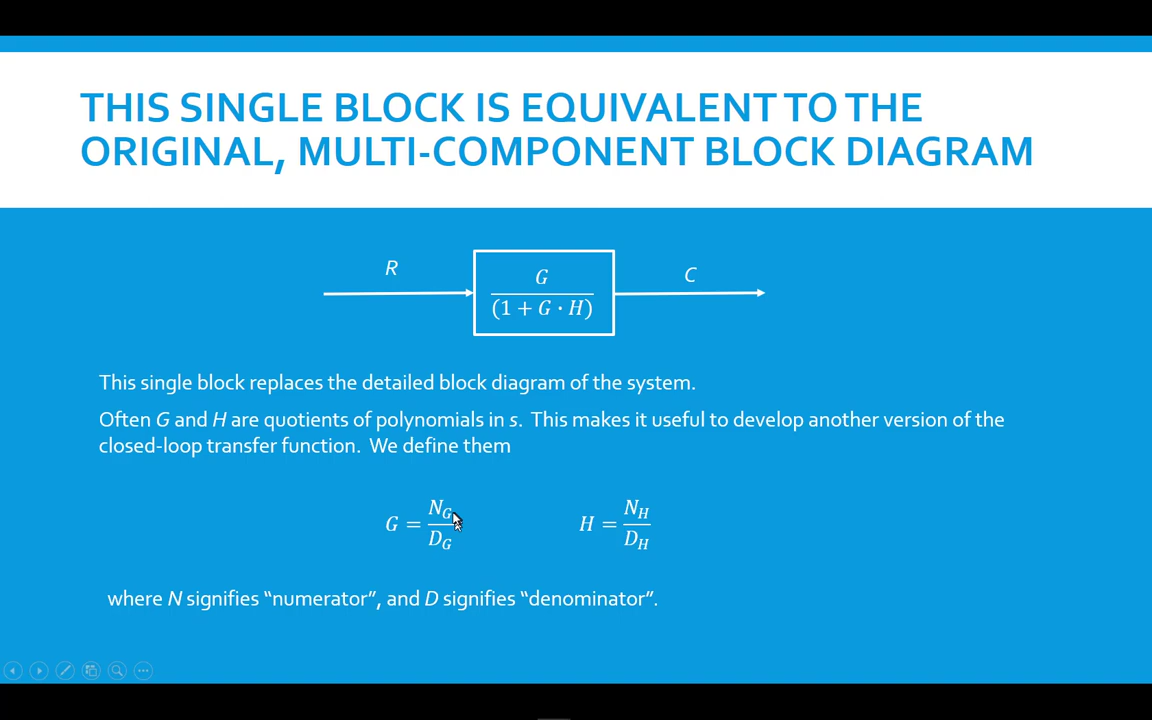 THIS SINGLE BLOCK IS EQUIVALENT TO THE
ORIGINAL, MULTI-COMPONENT BLOCK DIAGRAM
R
G
(1 + G · H)
C
This single block replaces the detailed block diagram of the system.
Often G and H are quotients of polynomials in s. This makes it useful to develop another version of the
closed-loop transfer function. We define them
G = N_G / D_G
H = N_H / D_H
where N signifies “numerator”, and D signifies “denominator”.